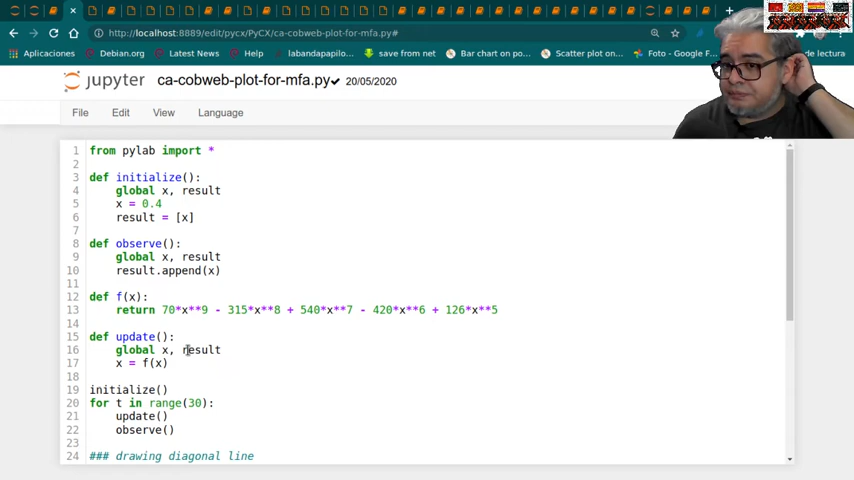 http://localhost:8889/edit/pycx/PyCX/ca-cobweb-plot-for-mfa.py#
Aplicaciones Debian.org Latest News Help save from net Bar chart on po... Scatter plot on... Foto - Google Dri... de lectura
jupyter ca-cobweb-plot-for-mfa.py 20/05/2020
File Edit View Language
1 from pylab import *
2
3 def initialize():
4 global x, result
5 x = 0.4
6 result = [x]
7
8 def observe():
9 global x, result
10 result.append(x)
11
12 def f(x):
13 return 70*x**9 - 315*x**8 + 540*x**7 - 420*x**6 + 126*x**5
14
15 def update():
16 global x, result
17 x = f(x)
18
19 initialize()
20 for t in range(30):
21 update()
22 observe()
23
24 ### drawing diagonal line